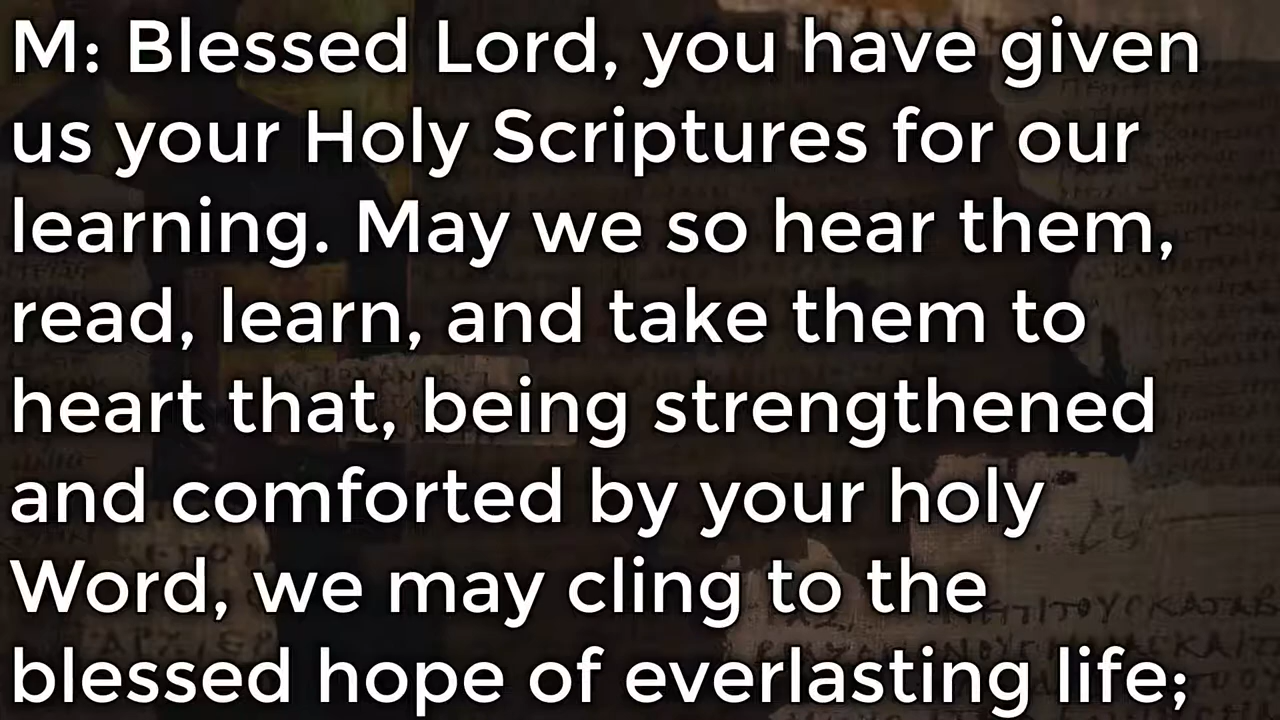 M: Blessed Lord, you have given
us your Holy Scriptures for our
learning. May we so hear them,
read, learn, and take them to
heart that, being strengthened
and comforted by your holy
Word, we may cling to the
blessed hope of everlasting life;